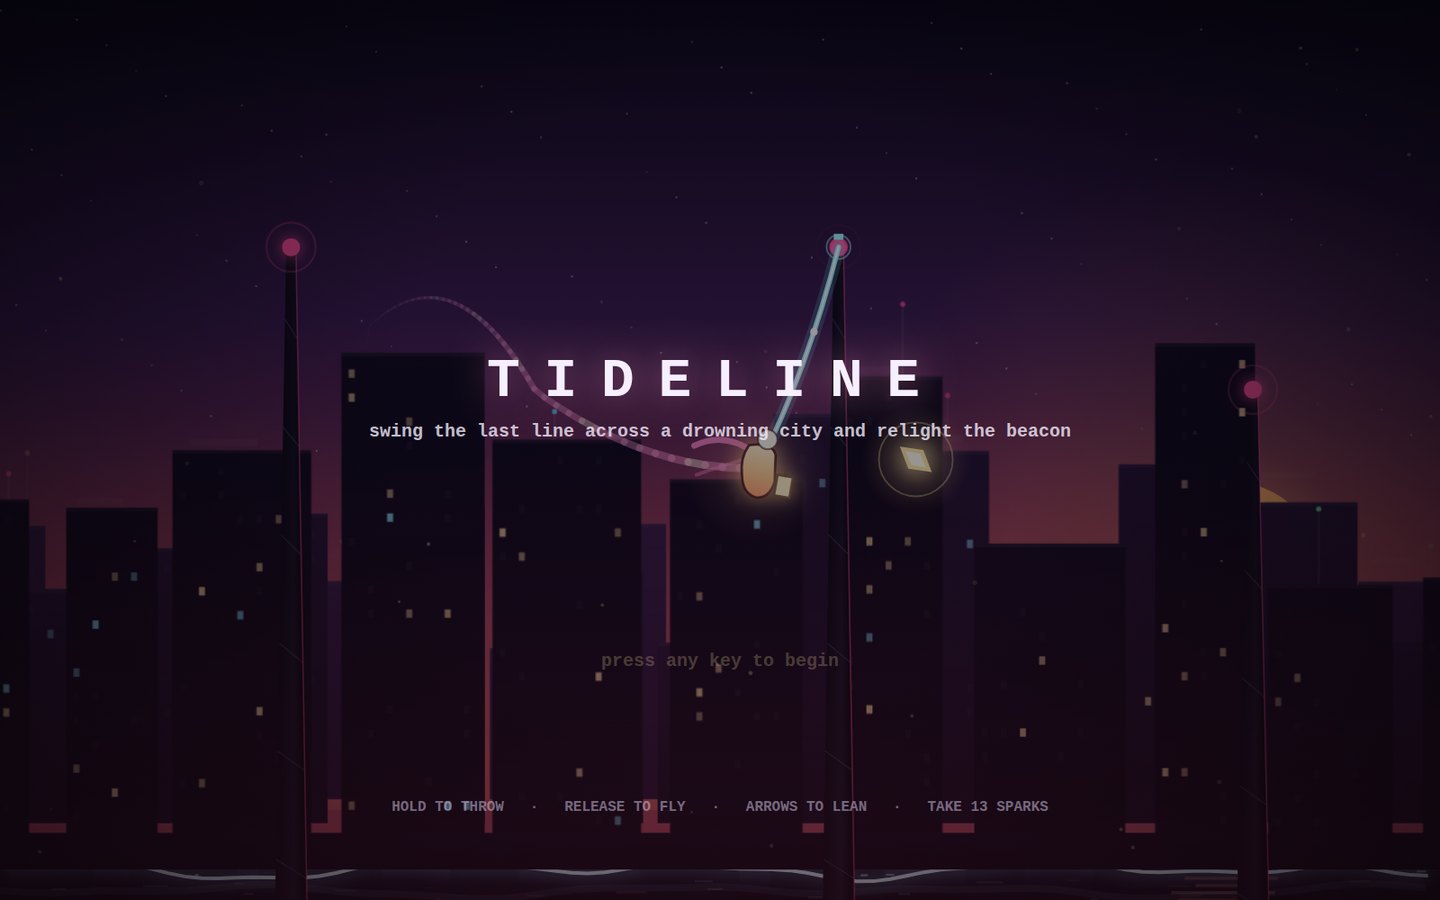 TIDELINE
swing the last line across a drowning city and relight the beacon
press any key to begin
HOLD TO THROW · RELEASE TO FLY · ARROWS TO LEAN · TAKE 13 SPARKS